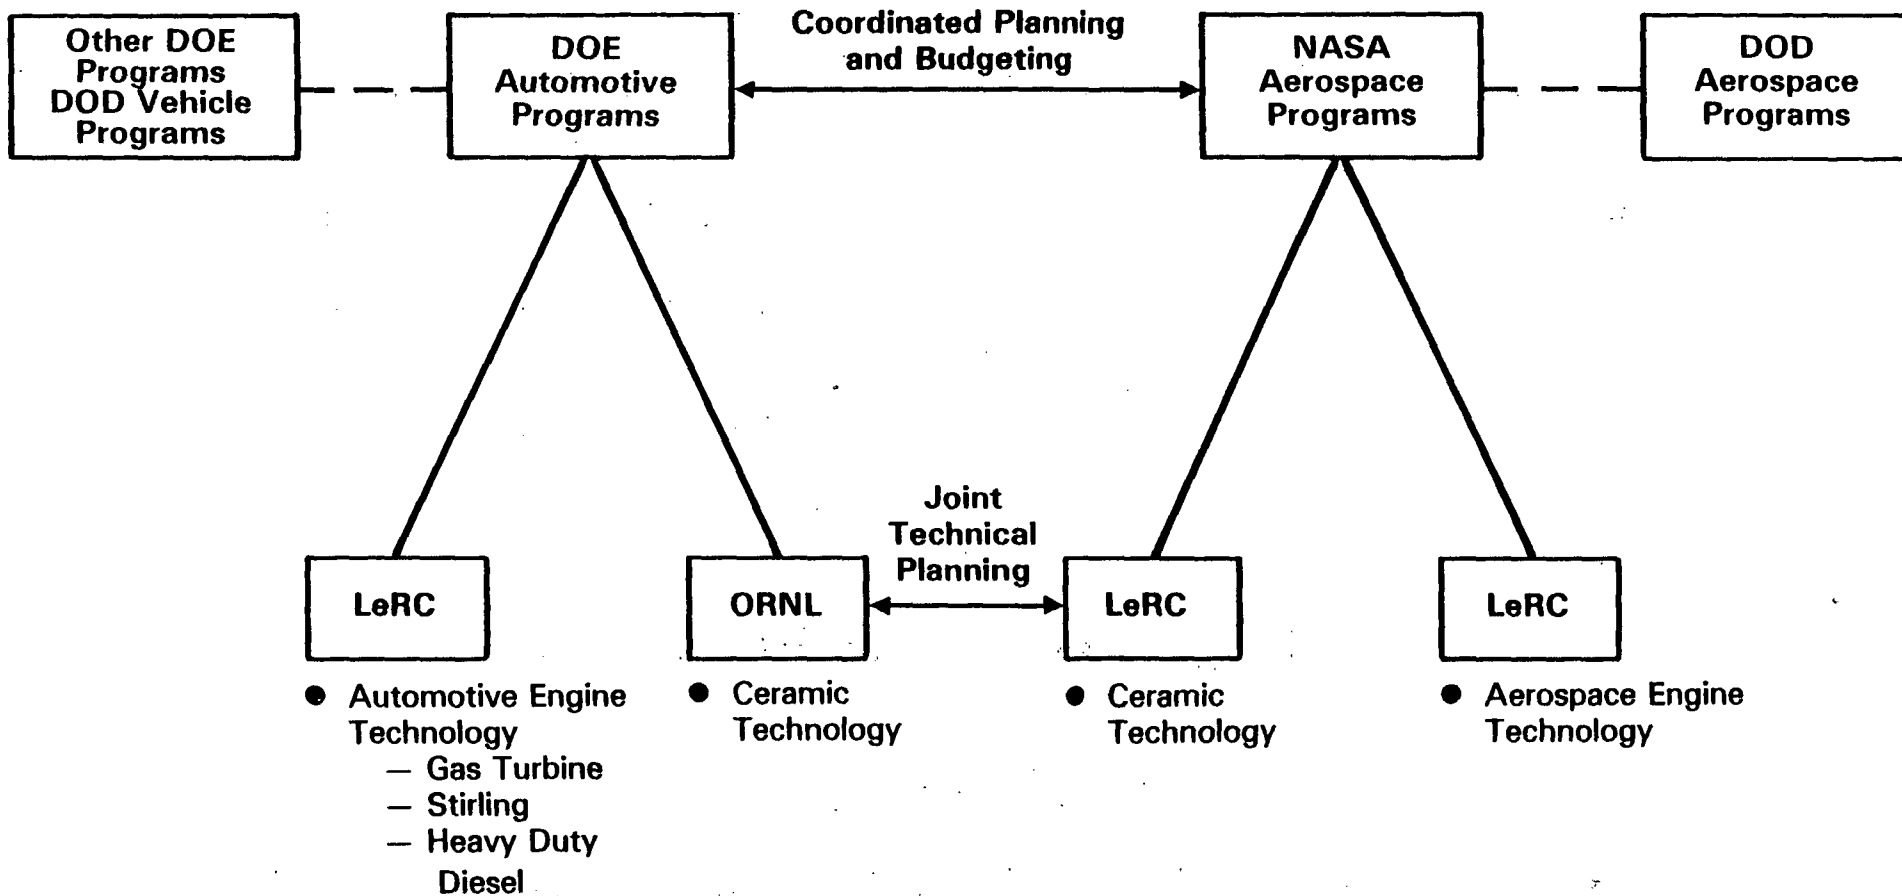 Other DOE
Programs
DOD Vehicle
Programs
DOE
Automotive
Programs
Coordinated Planning
and Budgeting
NASA
Aerospace
Programs
DOD
Aerospace
Programs
Joint
Technical
Planning
LeRC
ORNL
LeRC
LeRC
● Automotive Engine
Technology
— Gas Turbine
— Stirling
— Heavy Duty
Diesel
● Ceramic
Technology
● Ceramic
Technology
● Aerospace Engine
Technology